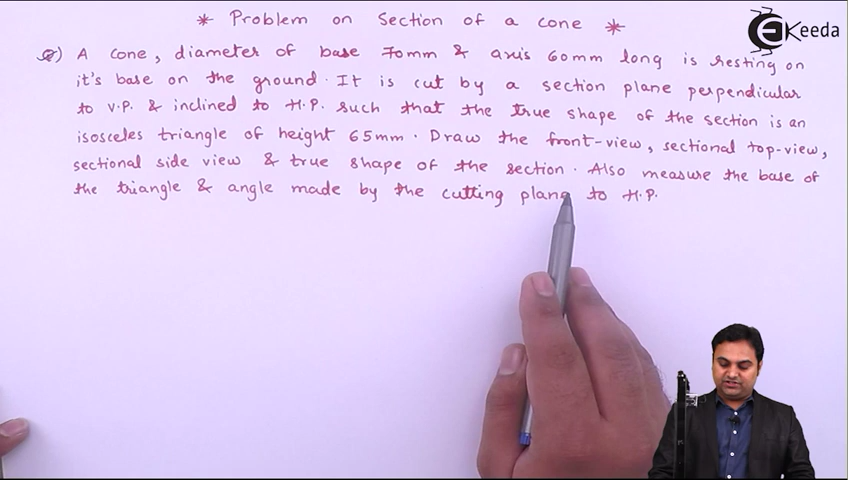 * Problem on Section of a cone *
EKeeda
Q) A cone, diameter of base 70mm & axis 60mm long is resting on
it's base on the ground. It is cut by a section plane perpendicular
to V.P. & inclined to H.P. such that the true shape of the section is an
isosceles triangle of height 65mm. Draw the front-view, sectional top-view,
sectional side view & true shape of the section. Also measure the base of
the triangle & angle made by the cutting plane to H.P.